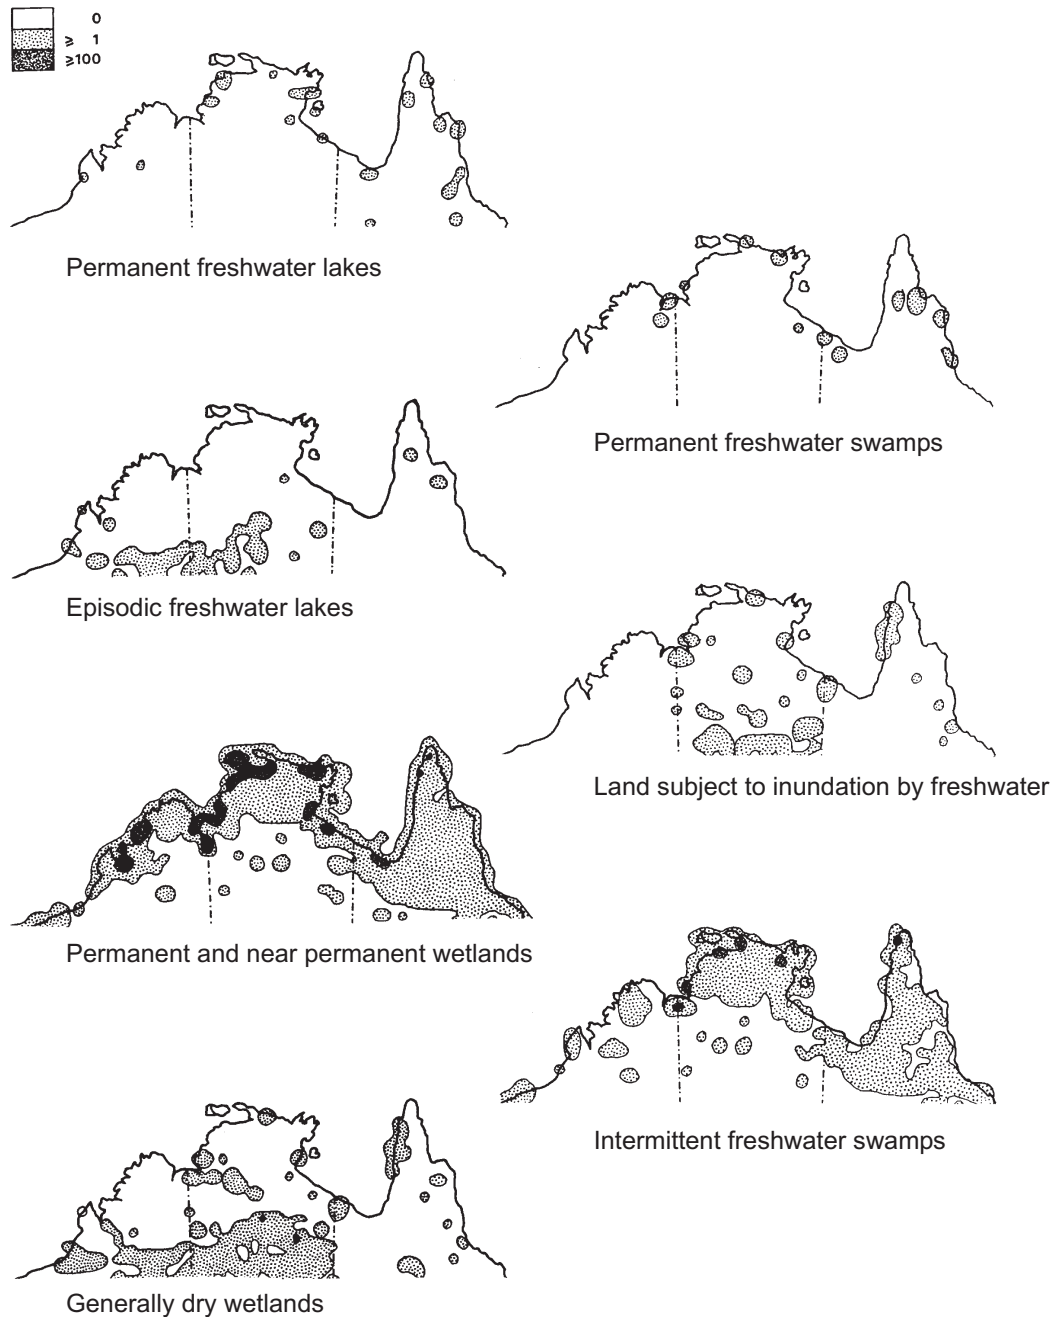 0
≥ 1
≥100
Permanent freshwater lakes
Permanent freshwater swamps
Episodic freshwater lakes
Land subject to inundation by freshwater
Permanent and near permanent wetlands
Intermittent freshwater swamps
Generally dry wetlands